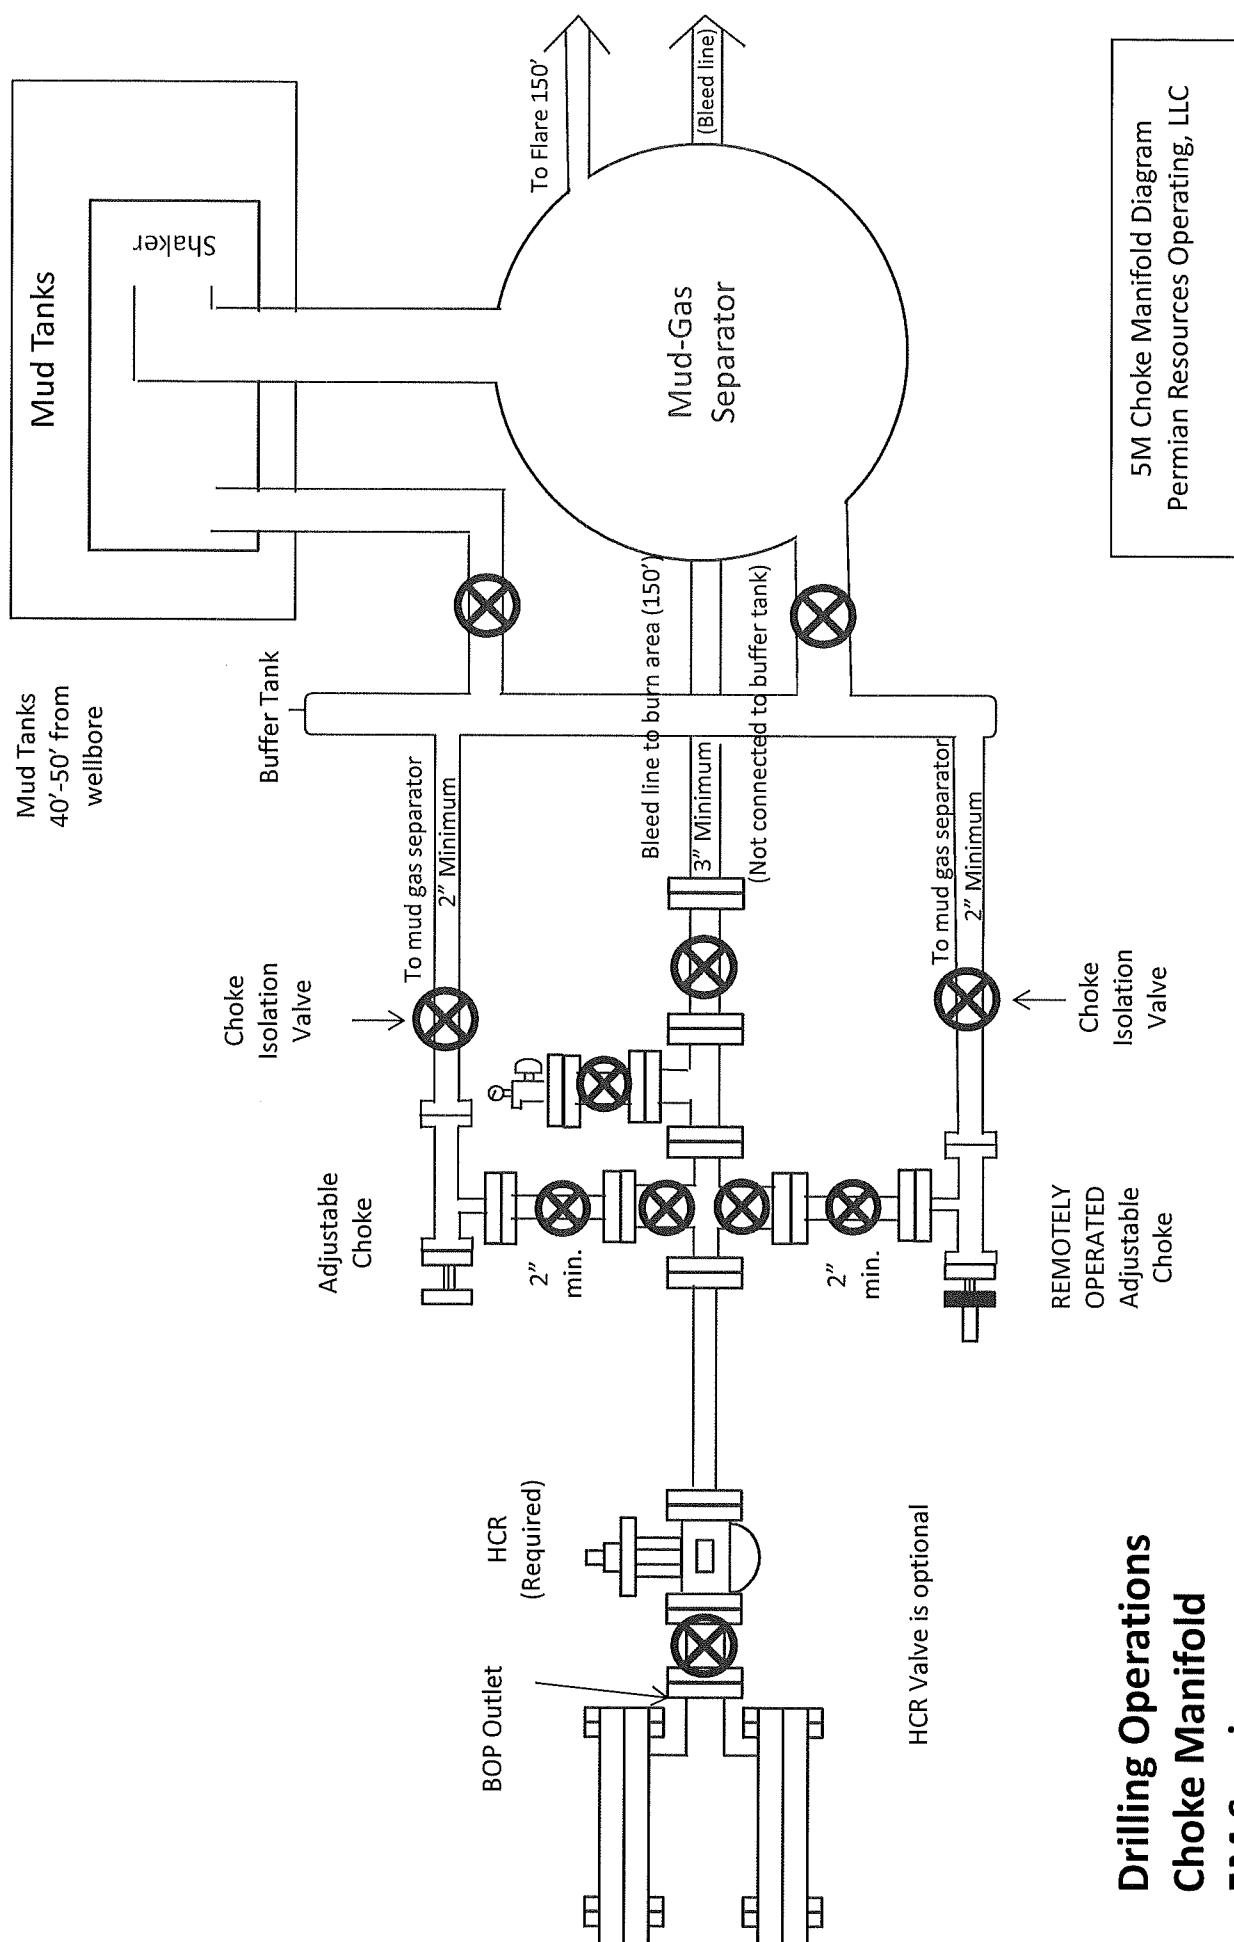 Mud Tanks
Shaker
To Flare 150’
(Bleed line)
Mud-Gas
Separator
5M Choke Manifold Diagram
Permian Resources Operating, LLC
Mud Tanks
40’-50’ from
wellbore
Buffer Tank
To mud gas separator
2” Minimum
Bleed line to burn area (150’)
3” Minimum
(Not connected to buffer tank)
To mud gas separator
2” Minimum
Choke
Isolation
Valve
Choke
Isolation
Valve
Adjustable
Choke
2”
min.
2”
min.
REMOTELY
OPERATED
Adjustable
Choke
HCR
(Required)
BOP Outlet
HCR Valve is optional
Drilling Operations
Choke Manifold